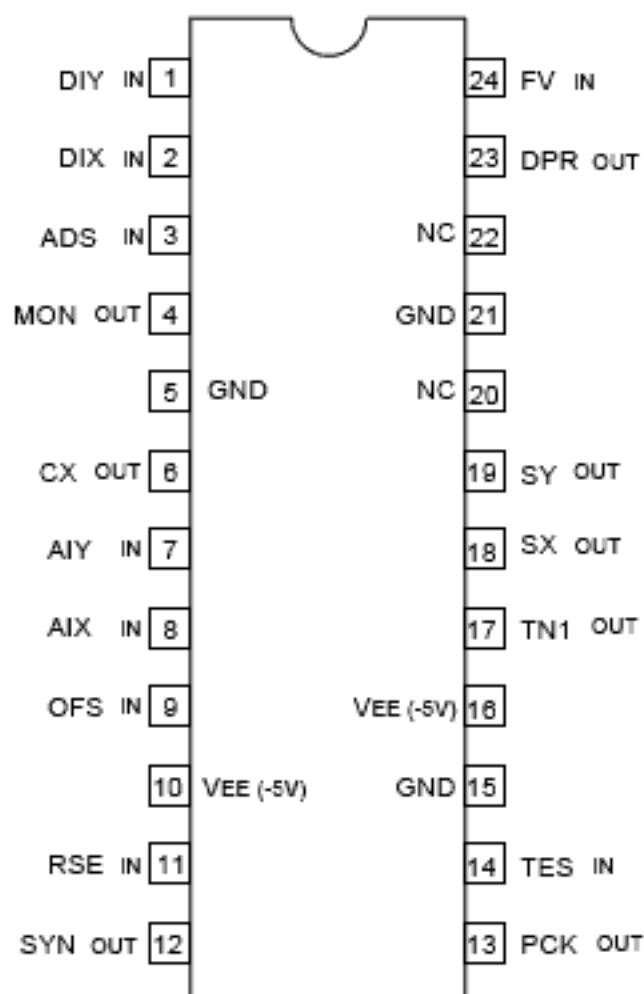 DIY IN 1 24 FV IN
DIX IN 2 23 DPR OUT
ADS IN 3 NC 22
MON OUT 4 GND 21
5 GND NC 20
CX OUT 6 19 SY OUT
AIY IN 7 18 SX OUT
AIX IN 8 17 TN1 OUT
OFS IN 9 VEE (-5V) 16
10 VEE (-5V) GND 15
RSE IN 11 14 TES IN
SYN OUT 12 13 PCK OUT